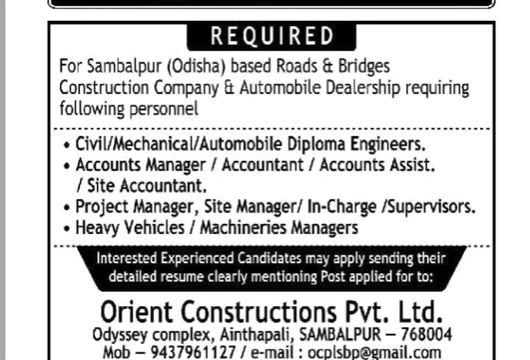 REQUIRED
For Sambalpur (Odisha) based Roads & Bridges
Construction Company & Automobile Dealership requiring
following personnel
• Civil/Mechanical/Automobile Diploma Engineers.
• Accounts Manager / Accountant / Accounts Assist.
/ Site Accountant.
• Project Manager, Site Manager/ In-Charge /Supervisors.
• Heavy Vehicles / Machineries Managers
Interested Experienced Candidates may apply sending their
detailed resume clearly mentioning Post applied for to:
Orient Constructions Pvt. Ltd.
Odyssey complex, Ainthapali, SAMBALPUR – 768004
Mob – 9437961127 / e-mail : ocplsbp@gmail.com